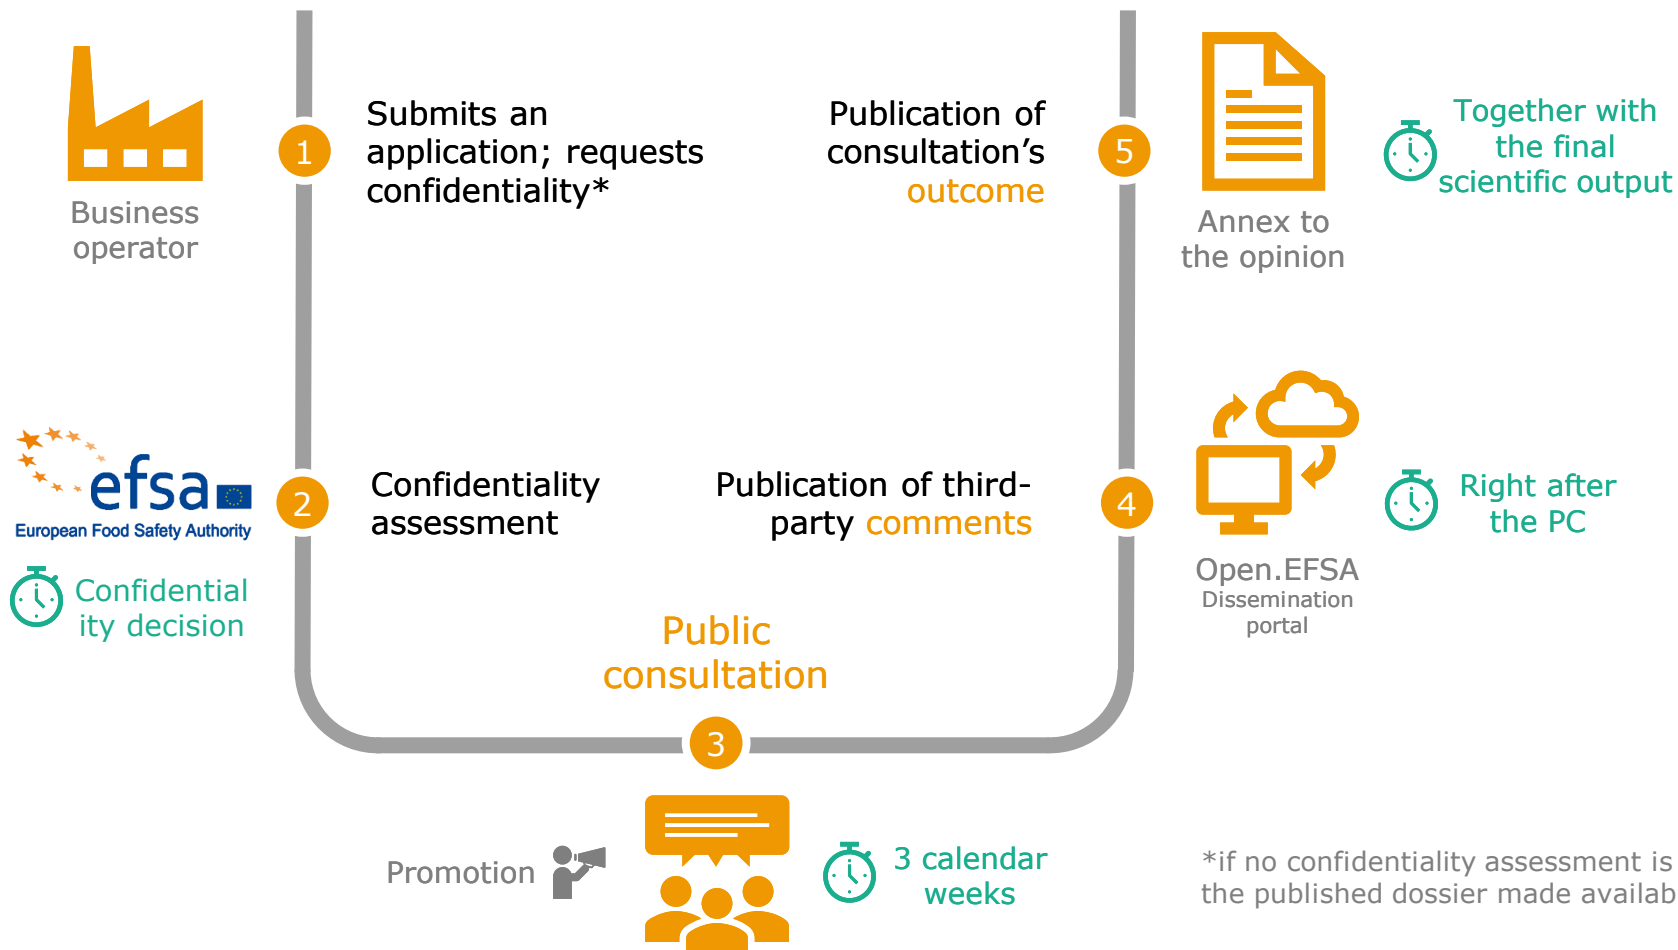 1
Submits an
application; requests
confidentiality*
Business
operator
2
efsa
European Food Safety Authority
Confidentiality
assessment
Confidential
ity decision
Public
consultation
3
Promotion
3 calendar
weeks
Publication of third-
party comments
4
Open.EFSA
Dissemination
portal
Right after
the PC
Publication of
consultation's
outcome
5
Annex to
the opinion
Together with
the final
scientific output
*if no confidentiality assessment is
the published dossier made availab